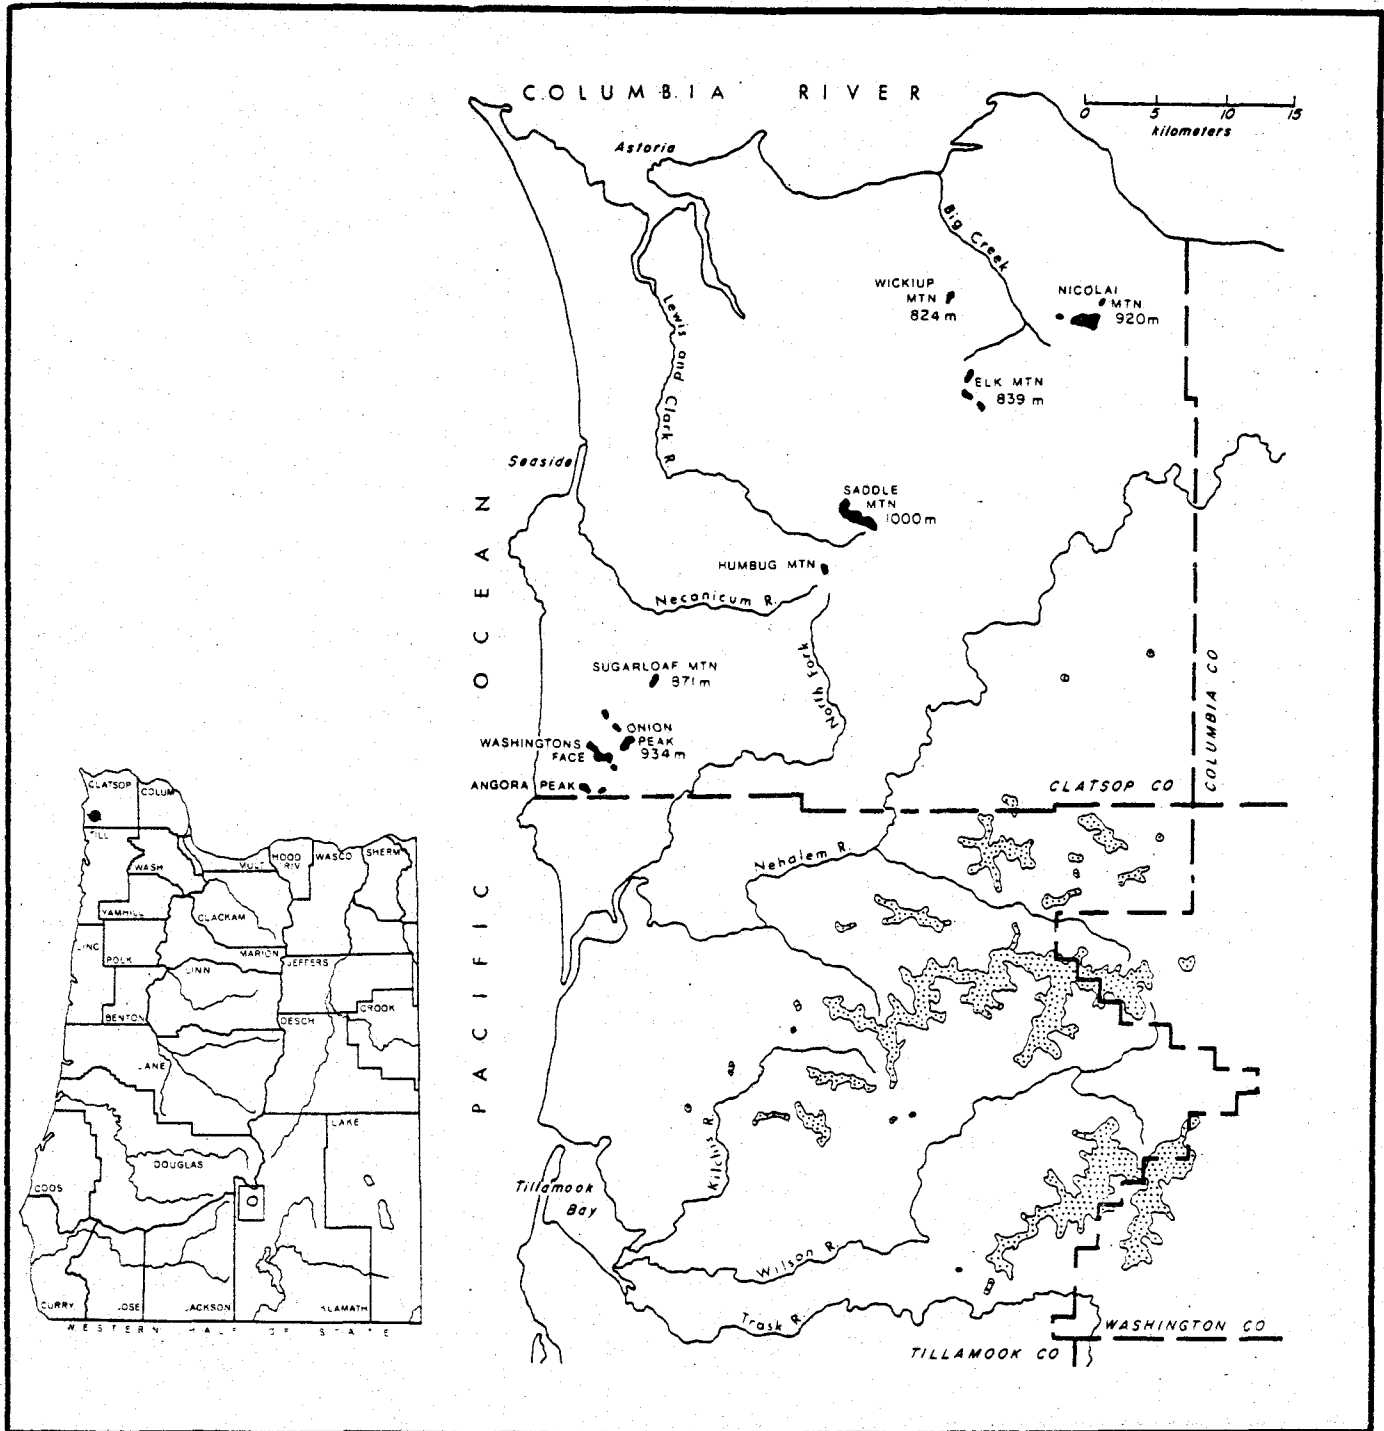 COLUMBIA RIVER
0 5 10 15
kilometers
Astoria
Big Creek
WICKIUP
MTN
824 m
NICOLAI
MTN.
920 m
Lewis and Clark R.
ELK MTN
839 m
Seaside
SADDLE
MTN
1000 m
HUMBUG MTN
Necanicum R.
North Fork
SUGARLOAF MTN
871 m
ONION
PEAK
934 m
WASHINGTONS
FACE
ANGORA PEAK
PACIFIC OCEAN
COLUMBIA CO
CLATSOP CO
Nehalem R.
Kilchis R.
Tillamook
Bay
Wilson R.
Trask R.
WASHINGTON CO
TILLAMOOK CO
CLATSOP
COLUM
TILL
WASH
MULT
HOOD
RIV
WASCO
SHERM
YAMHILL
CLACKAM
LINC
POLK
MARION
JEFFERS
LINN
BENTON
DESCH
CROOK
LANE
LAKE
DOUGLAS
COOS
CURRY
JOSE
JACKSON
KLAMATH
WESTERN HALF OF STATE